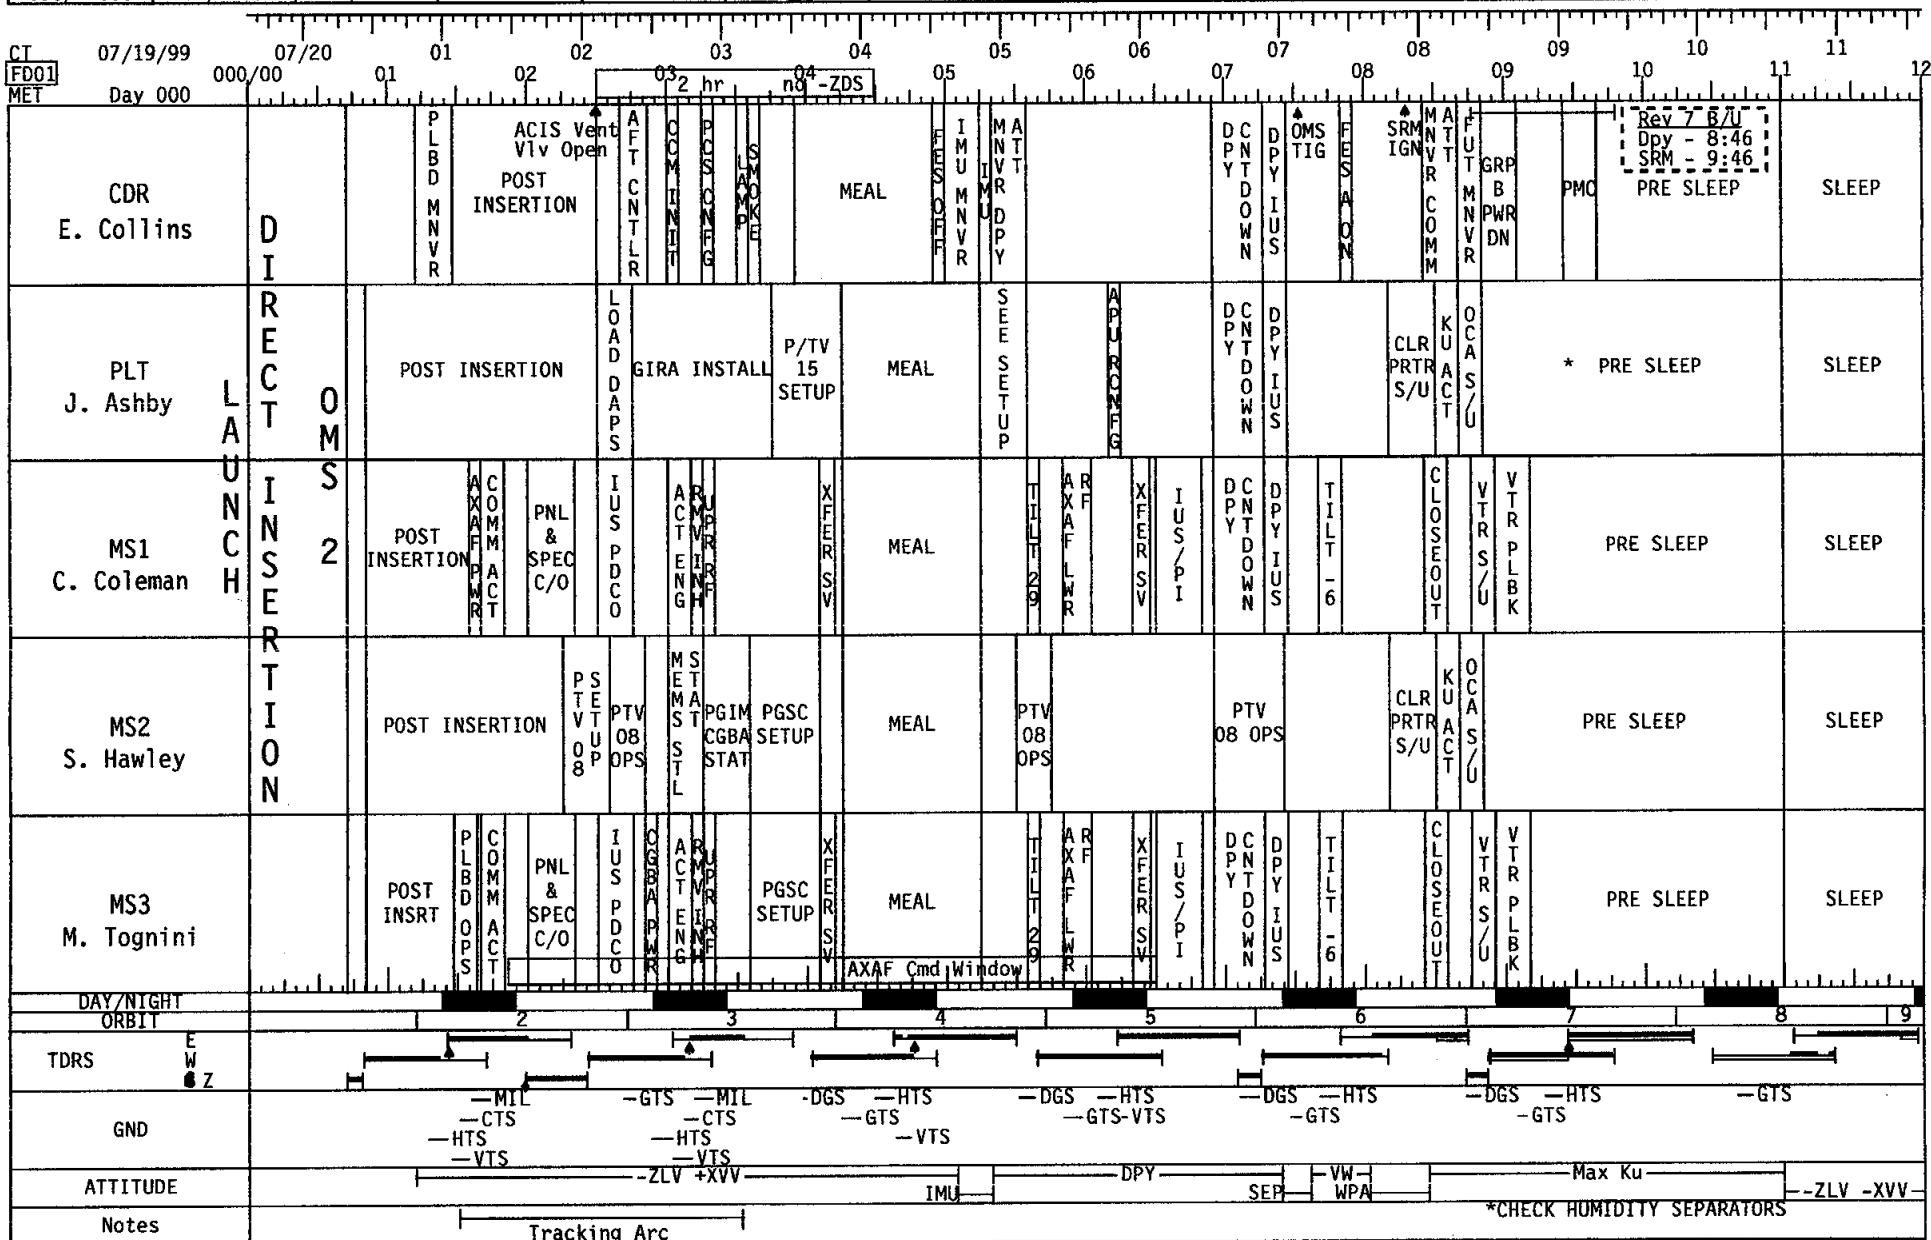 CT 07/19/99 07/20 01 02 03 04 05 06 07 08 09 10 11
FD01 000/00 01 02 03 04 05 06 07 08 09 10 11 12
2 hr no -ZDS
MET Day 000
LAUNCH
DIRECT INSERTION
OMS 2
CDR
E. Collins
PLBD MNVR
POST
INSERTION
ACIS Vent
Vlv Open
AFT CNTLR
CCM INIT
PCS CNFG
LAMP
SMOKE
MEAL
FES OFF
IMU MNVR
IMU
MNVR DPY
ATT
DPY
CNTDOWN
DPY IUS
OMS
TIG
FES A ON
SRM
IGN
MNVR COMM
ATT
FUT MNVR
GRP
B
PWR
DN
PMC
Rev 7 B/U
Dpy - 8:46
SRM - 9:46
PRE SLEEP
SLEEP
PLT
J. Ashby
POST INSERTION
LOAD DAPS
GIRA INSTALL
P/TV
15
SETUP
MEAL
SEE SETUP
APU RCNFG
DPY
CNTDOWN
DPY IUS
CLR
PRTR
S/U
KU ACT
OCA S/U
* PRE SLEEP
SLEEP
MS1
C. Coleman
POST
INSERTION
AXAF PWR
COMM ACT
PNL
&
SPEC
C/O
IUS PDCO
ACT ENG
RMV INH
UPR RF
XFER SV
MEAL
TILT 29
AXAF LWR
RF
XFER SV
IUS/PI
DPY
CNTDOWN
DPY IUS
TILT -6
CLOSEOUT
VTR S/U
VTR PLBK
PRE SLEEP
SLEEP
MS2
S. Hawley
POST INSERTION
PTV 08
SETUP
PTV
08
OPS
MEMS STL
STAT
PGIM
CGBA
STAT
PGSC
SETUP
MEAL
PTV
08
OPS
PTV
08 OPS
CLR
PRTR
S/U
KU ACT
OCA S/U
PRE SLEEP
SLEEP
MS3
M. Tognini
POST
INSRT
PLBD OPS
COMM ACT
PNL
&
SPEC
C/O
IUS PDCO
CGBA PWR
ACT ENG
RMV INH
UPR RF
PGSC
SETUP
XFER SV
MEAL
TILT 29
AXAF LWR
RF
XFER SV
IUS/PI
DPY
CNTDOWN
DPY IUS
TILT -6
CLOSEOUT
VTR S/U
VTR PLBK
PRE SLEEP
SLEEP
AXAF Cmd Window
DAY/NIGHT
ORBIT 2 3 4 5 6 7 8 9
TDRS
E
W
Z
GND
MIL GTS MIL DGS HTS DGS HTS DGS HTS DGS HTS GTS
CTS CTS GTS GTS-VTS GTS GTS
HTS HTS VTS
VTS VTS
ATTITUDE
-ZLV +XVV DPY VW Max Ku
IMU SEP WPA -ZLV -XVV
*CHECK HUMIDITY SEPARATORS
Notes
Tracking Arc